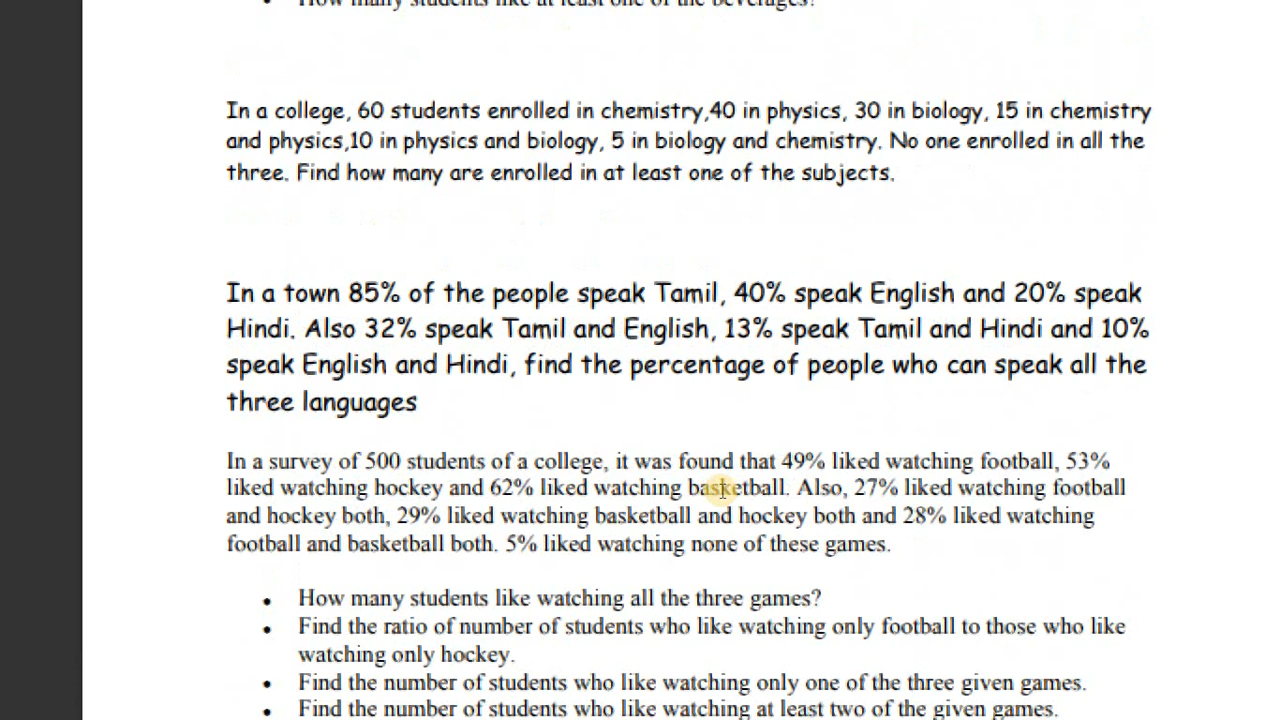 How many students like at least one of the beverages?
In a college, 60 students enrolled in chemistry,40 in physics, 30 in biology, 15 in chemistry
and physics,10 in physics and biology, 5 in biology and chemistry. No one enrolled in all the
three. Find how many are enrolled in at least one of the subjects.
In a town 85% of the people speak Tamil, 40% speak English and 20% speak
Hindi. Also 32% speak Tamil and English, 13% speak Tamil and Hindi and 10%
speak English and Hindi, find the percentage of people who can speak all the
three languages
In a survey of 500 students of a college, it was found that 49% liked watching football, 53%
liked watching hockey and 62% liked watching basketball. Also, 27% liked watching football
and hockey both, 29% liked watching basketball and hockey both and 28% liked watching
football and basketball both. 5% liked watching none of these games.
• How many students like watching all the three games?
• Find the ratio of number of students who like watching only football to those who like
watching only hockey.
• Find the number of students who like watching only one of the three given games.
• Find the number of students who like watching at least two of the given games.